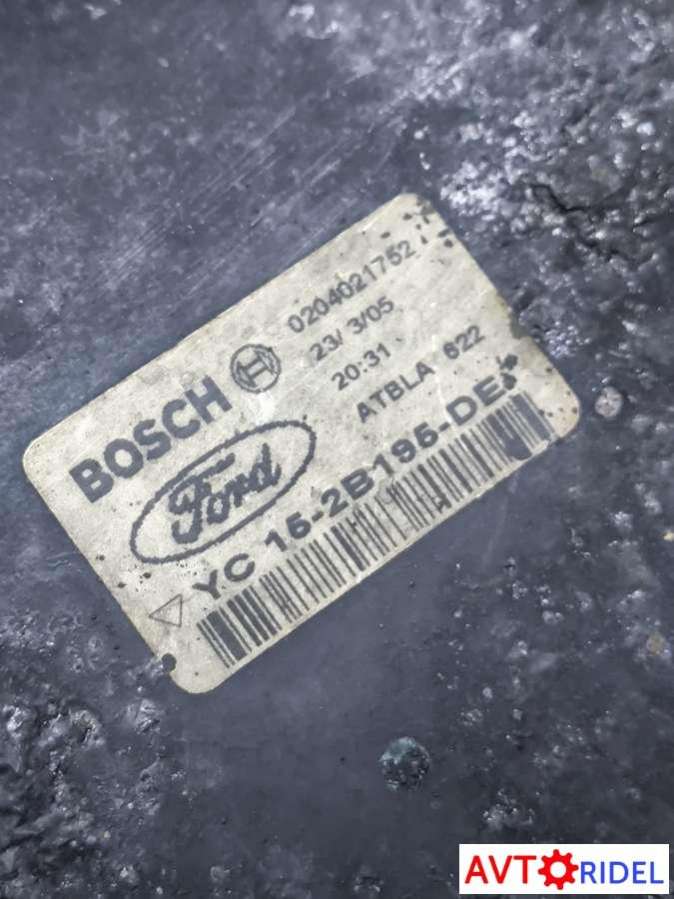 BOSCH
0204021752
23/ 3/05
20:31
ATBLA 622
Ford
YC 15-2B195-DE
AVTORIDEL